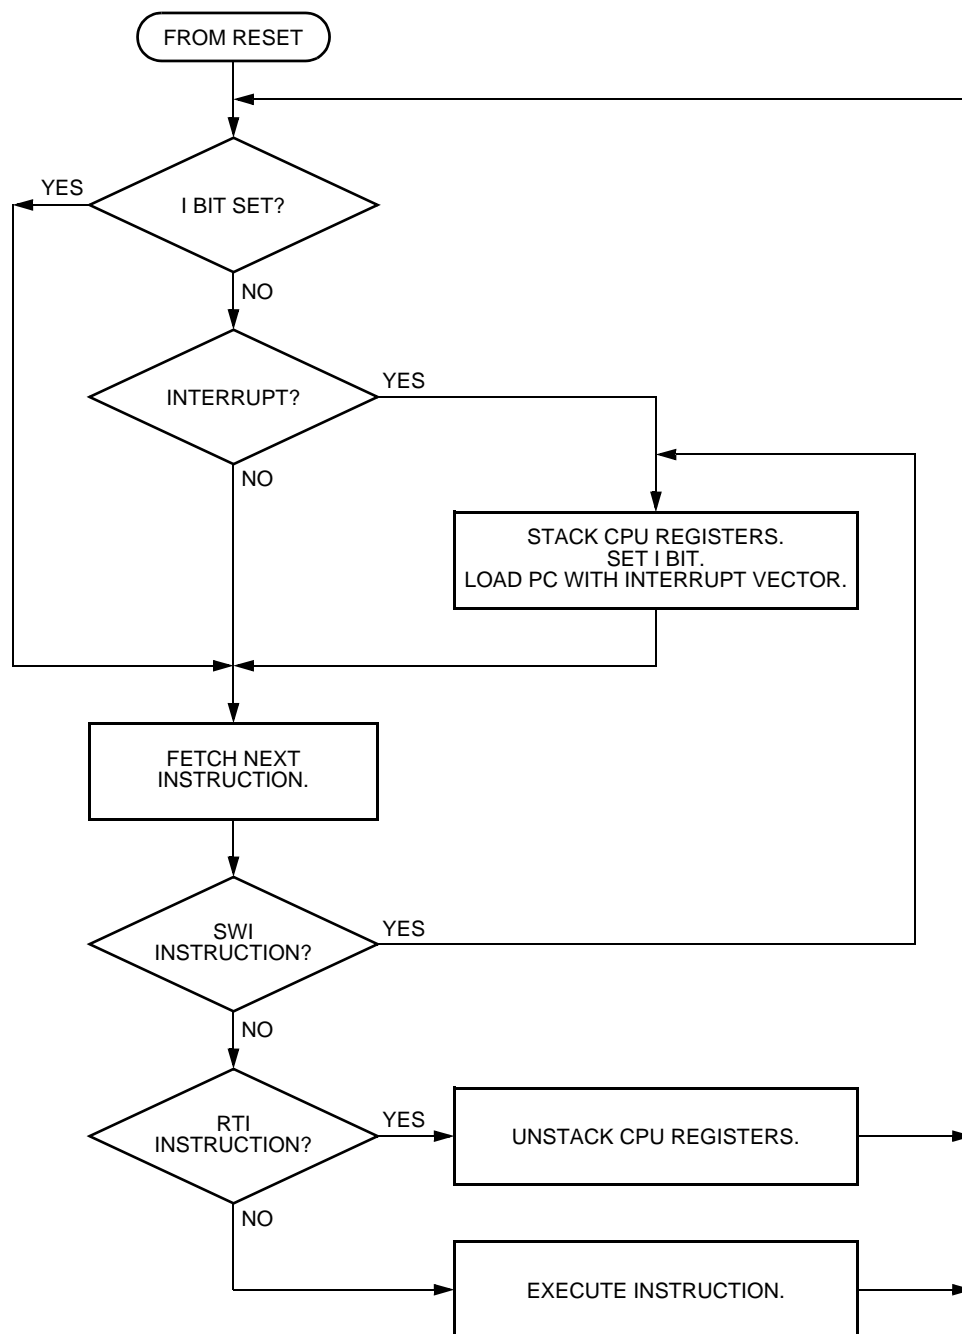 FROM RESET
YES
I BIT SET?
NO
INTERRUPT?
YES
NO
STACK CPU REGISTERS.
SET I BIT.
LOAD PC WITH INTERRUPT VECTOR.
FETCH NEXT
INSTRUCTION.
SWI
INSTRUCTION?
YES
NO
RTI
INSTRUCTION?
YES
UNSTACK CPU REGISTERS.
NO
EXECUTE INSTRUCTION.